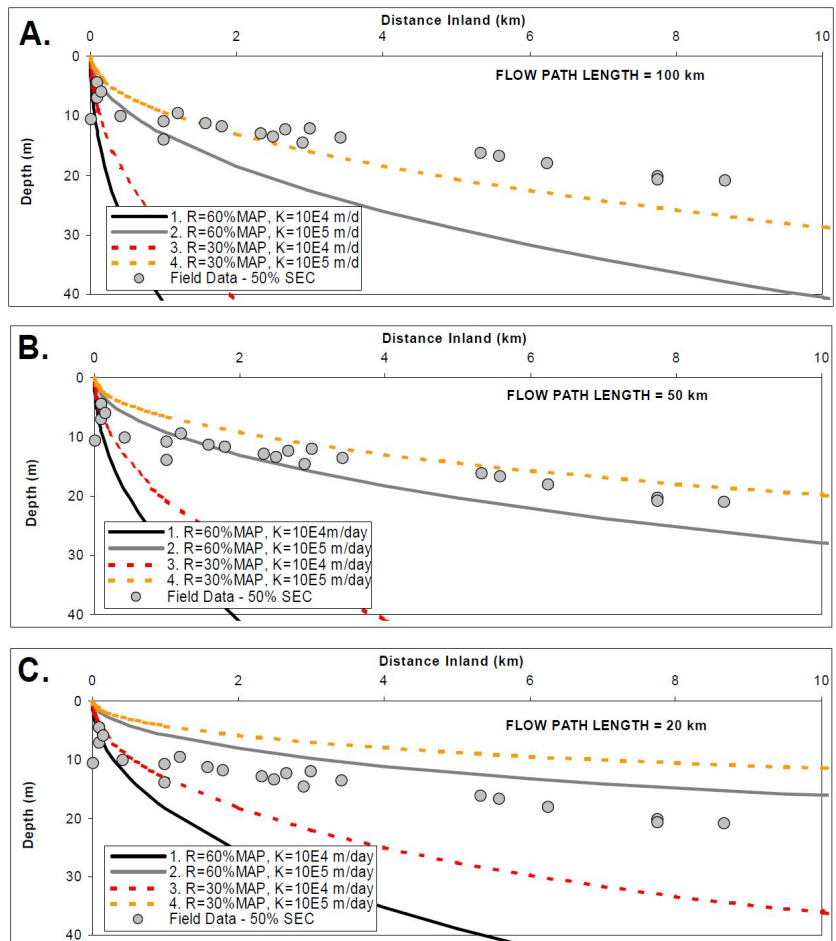 A.
Distance Inland (km)
0 2 4 6 8 10
FLOW PATH LENGTH = 100 km
Depth (m)
0
10
20
30
40
1. R=60%MAP, K=10E4 m/d
2. R=60%MAP, K=10E5 m/d
3. R=30%MAP, K=10E4 m/d
4. R=30%MAP, K=10E5 m/d
Field Data - 50% SEC
B.
Distance Inland (km)
0 2 4 6 8 10
FLOW PATH LENGTH = 50 km
Depth (m)
0
10
20
30
40
1. R=60%MAP, K=10E4m/day
2. R=60%MAP, K=10E5 m/day
3. R=30%MAP, K=10E4 m/day
4. R=30%MAP, K=10E5 m/day
Field Data - 50% SEC
C.
Distance Inland (km)
0 2 4 6 8 10
FLOW PATH LENGTH = 20 km
Depth (m)
0
10
20
30
40
1. R=60%MAP, K=10E4 m/day
2. R=60%MAP, K=10E5 m/day
3. R=30%MAP, K=10E4 m/day
4. R=30%MAP, K=10E5 m/day
Field Data - 50% SEC